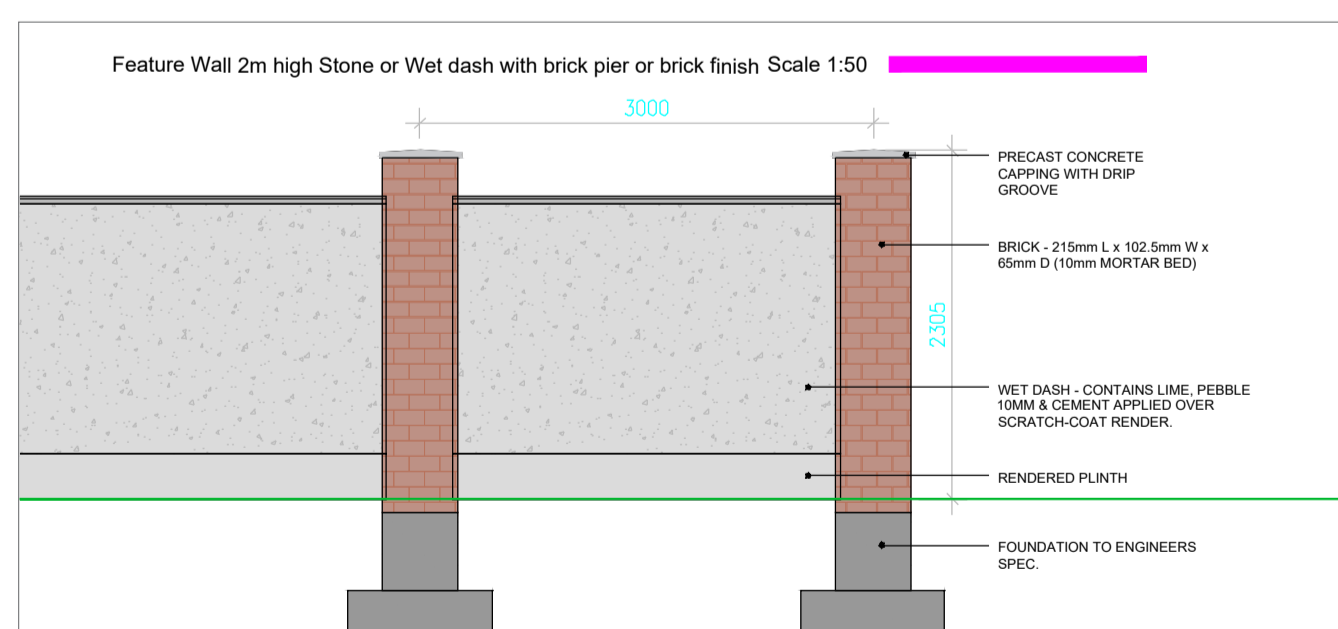 Feature Wall 2m high Stone or Wet dash with brick pier or brick finish Scale 1:50
3000
PRECAST CONCRETE
CAPPING WITH DRIP
GROOVE
BRICK - 215mm L x 102.5mm W x
65mm D (10mm MORTAR BED)
2305
WET DASH - CONTAINS LIME, PEBBLE
10MM & CEMENT APPLIED OVER
SCRATCH-COAT RENDER.
RENDERED PLINTH
FOUNDATION TO ENGINEERS
SPEC.